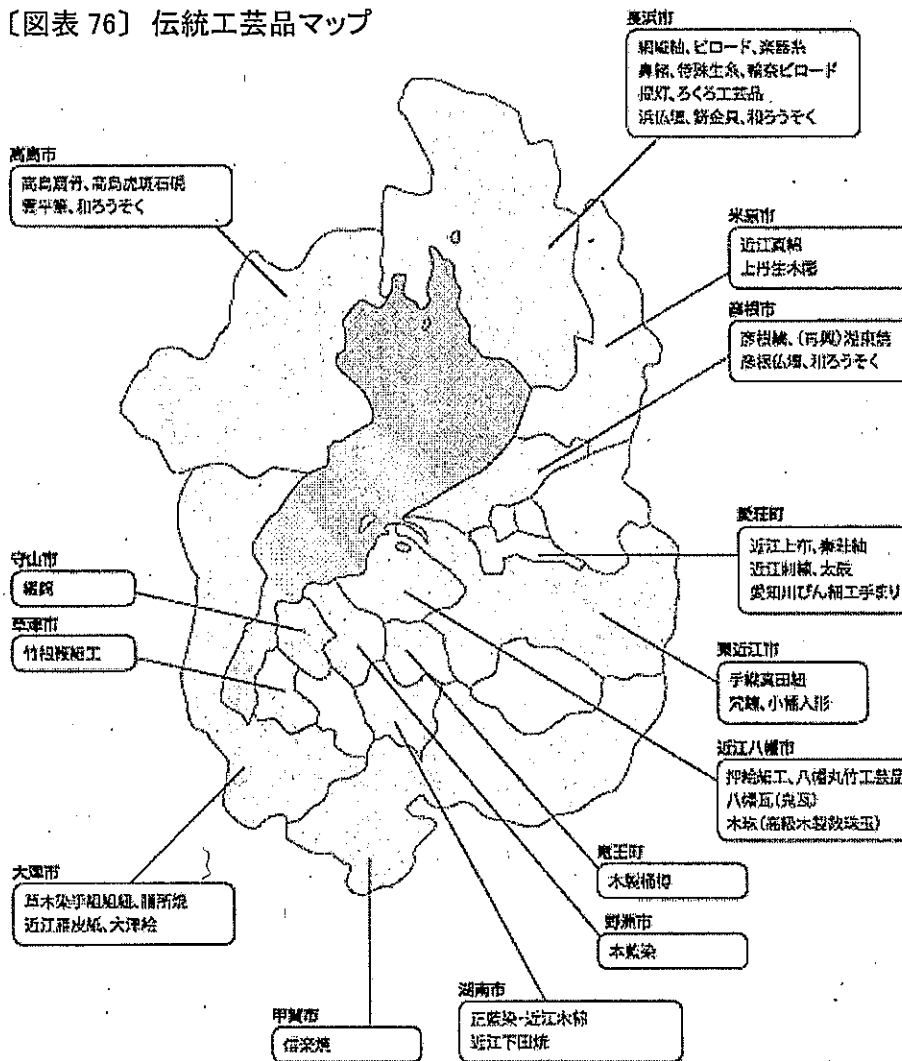 〔図表 76〕 伝統工芸品マップ
長浜市
網織紬、ビロード、楽器糸
鼻緒、特殊生糸、輪奈ビロード
提灯、ろくろ工芸品
浜仏壇、錺金具、和ろうそく
高島市
高島扇骨、高島虎斑石硯
雲平筆、和ろうそく
米原市
近江真綿
上丹生木彫
彦根市
彦根繍、(再興)湖東焼
彦根仏壇、和ろうそく
愛荘町
近江上布、秦荘紬
近江刺繍、太鼓
愛知川びん細工手まり
守山市
草津市
東近江市
手織真田紐
梵鐘、小幡人形
近江八幡市
押絵細工、八幡丸竹工芸品
八幡瓦(鬼瓦)
木珠(高級木製数珠玉)
竜王町
木製桶樽
大津市
草木染手組組紐、膳所焼
近江雁皮紙、大津絵
野洲市
本藍染
湖南市
正藍染・近江木綿
近江下田焼
甲賀市
信楽焼